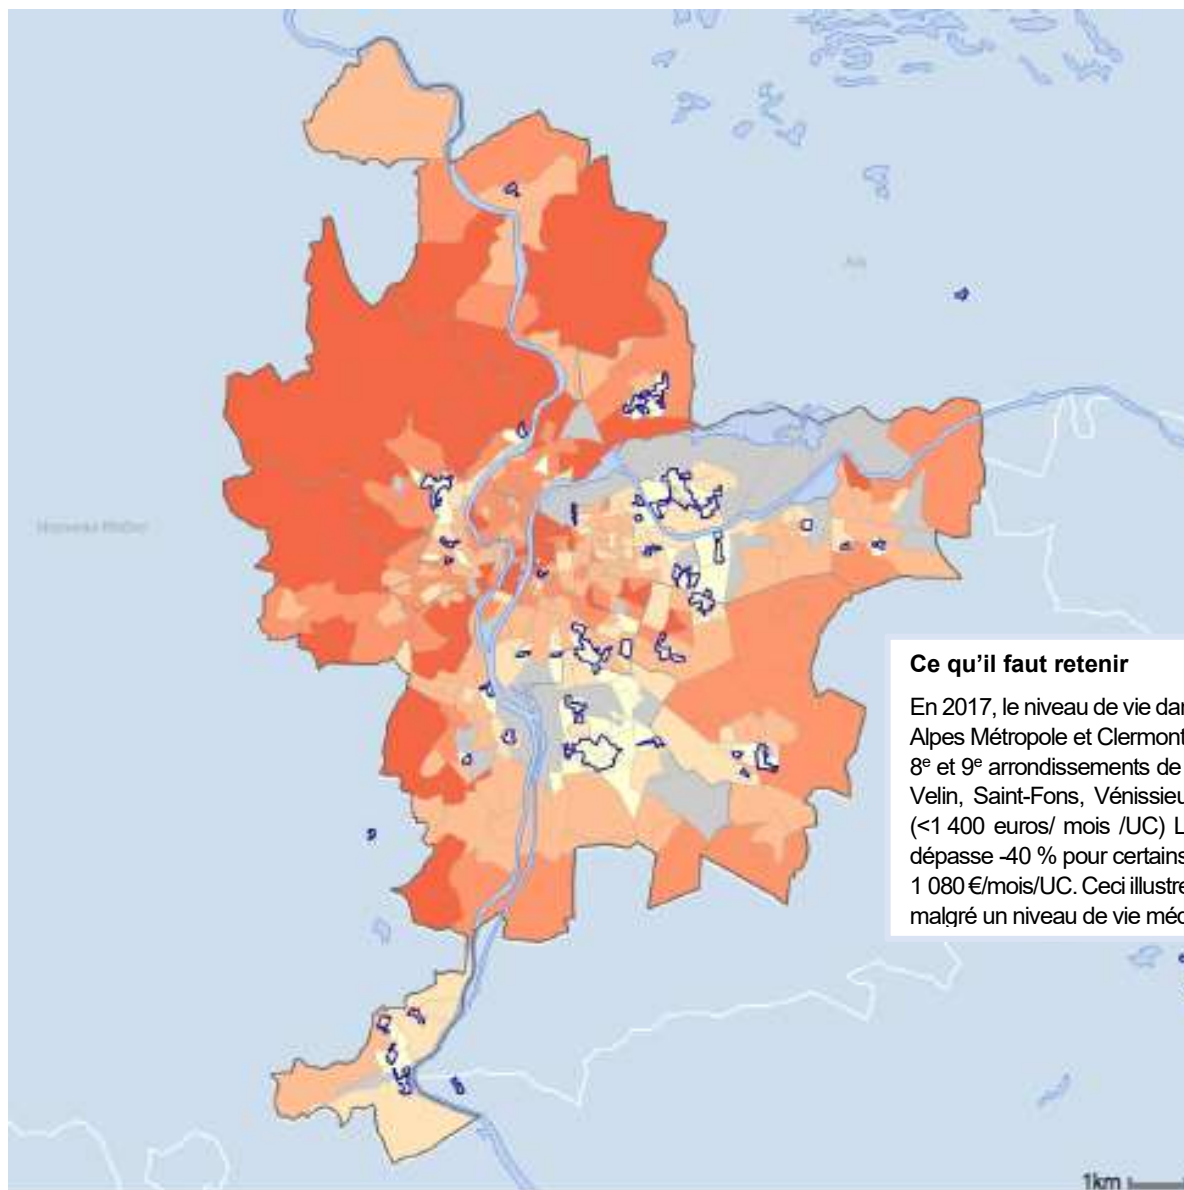 Ain
Ce qu’il faut retenir
En 2017, le niveau de vie dan
Alpes Métropole et Clermont
8e et 9e arrondissements de
Velin, Saint-Fons, Vénissieu
(<1 400 euros/ mois /UC) L
dépasse -40 % pour certains
1 080 €/mois/UC. Ceci illustre
malgré un niveau de vie méd
1km